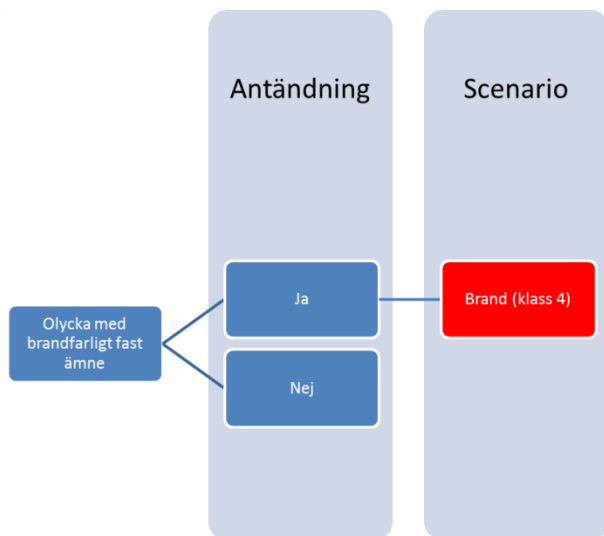 Antändning
Scenario
Ja
Brand (klass 4)
Olycka med
brandfarligt fast
ämne
Nej